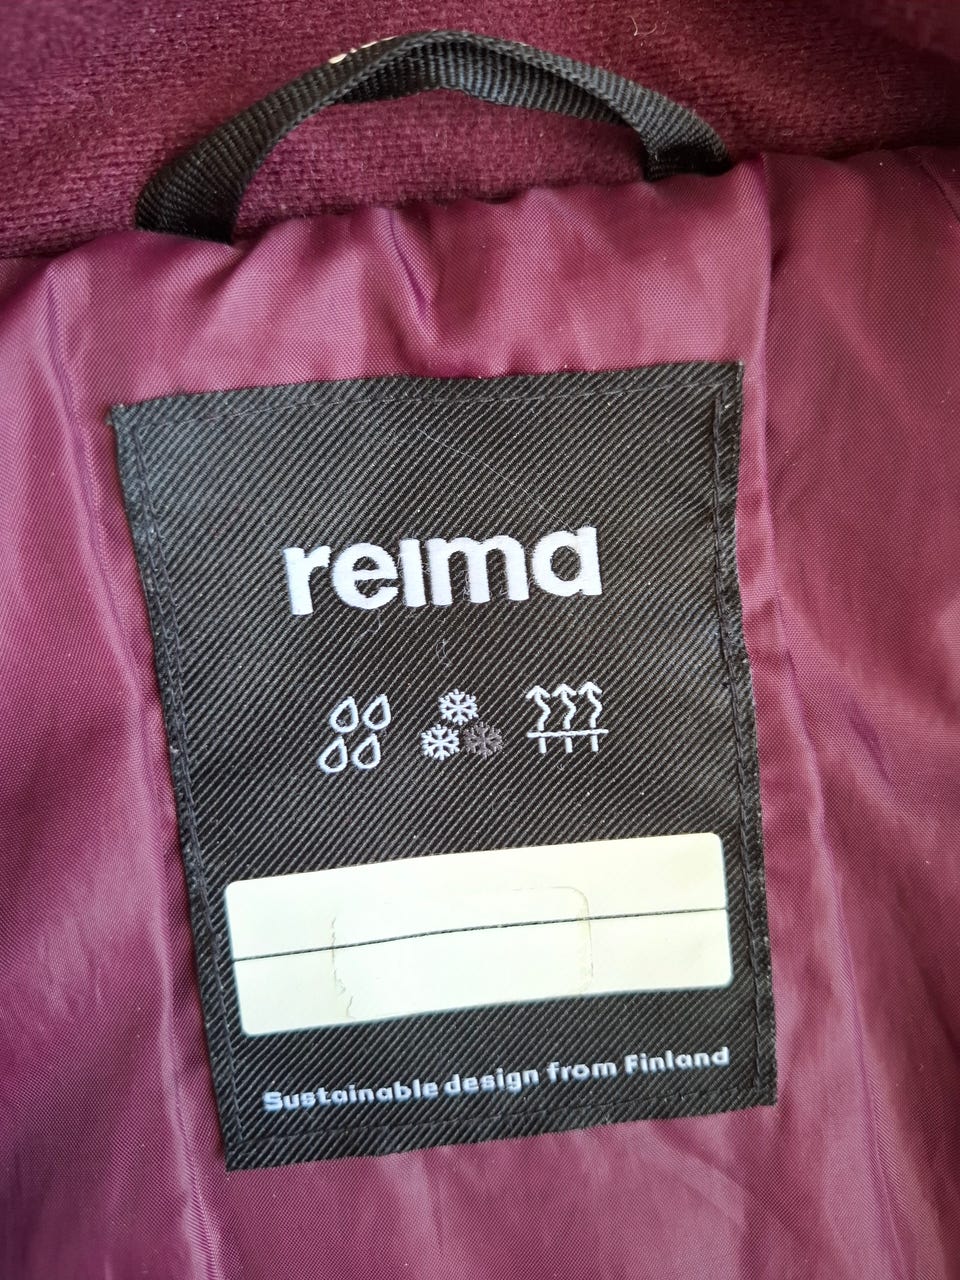 reima
Sustainable design from Finland